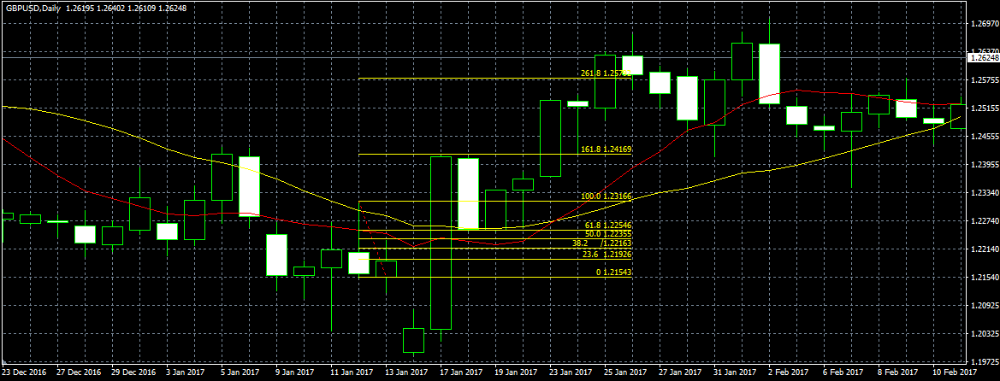 GBPUSD,Daily 1.26195 1.26402 1.26109 1.26248
1.26970
1.26370
1.26248
1.25755
1.25155
1.24555
1.23955
1.23340
1.22740
1.22140
1.21540
1.20925
1.20325
1.19725
161.8 1.24169
100.0 1.23166
61.8 1.22546
50.0 1.22355
38.2 1.22163
23.6 1.21926
0 1.21543
261.8
23 Dec 2016
27 Dec 2016
29 Dec 2016
3 Jan 2017
5 Jan 2017
9 Jan 2017
11 Jan 2017
13 Jan 2017
17 Jan 2017
19 Jan 2017
23 Jan 2017
25 Jan 2017
27 Jan 2017
31 Jan 2017
2 Feb 2017
6 Feb 2017
8 Feb 2017
10 Feb 2017